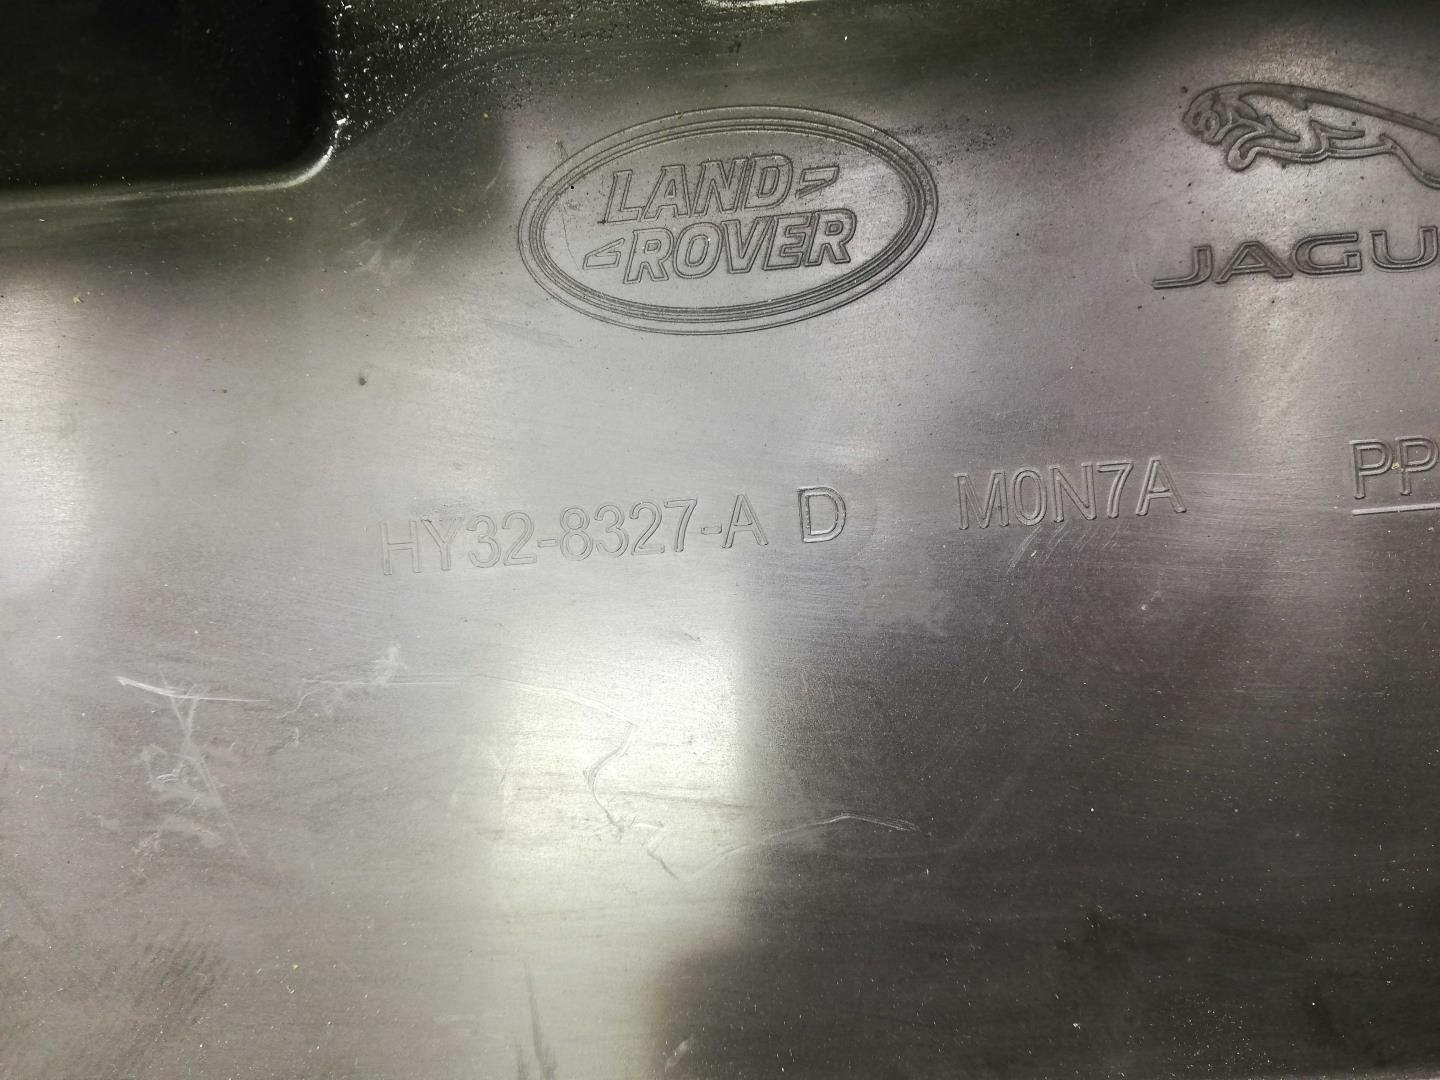 LAND
ROVER
JAGU
HY32-8327-A D M0N7A PP